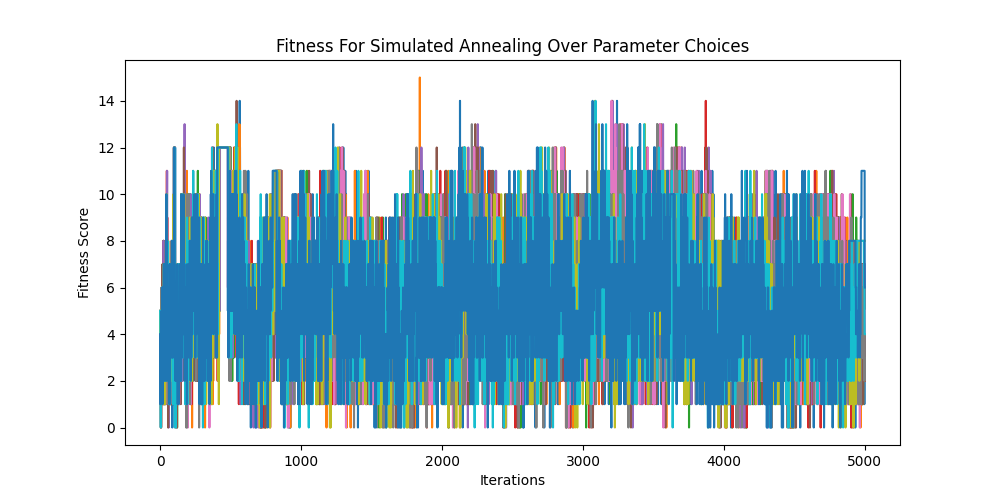 Fitness For Simulated Annealing Over Parameter Choices
14
12
10
8
6
4
2
0
Fitness Score
0 1000 2000 3000 4000 5000
Iterations